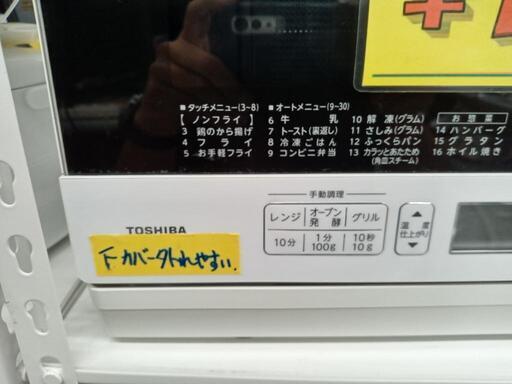 ■タッチメニュー(3~8)
【ノンフライ】
3 鶏のから揚げ
4 フライ
5 お手軽フライ
■オートメニュー(9~30)
6 牛乳
7 トースト(裏返し)
8 冷凍ごはん
9 コンビニ弁当
10 解凍(グラム)
11 さしみ(グラム)
12 ふっくらパン
13 カラッとあたため
(角皿スチーム)
お惣菜
14 ハンバーグ
15 グラタン
16 ホイル焼き
手動調理
レンジ
オーブン
発酵
グリル
10分
1分
100g
10秒
10g
温度
仕上がり
TOSHIBA
下カバー外れやすい.